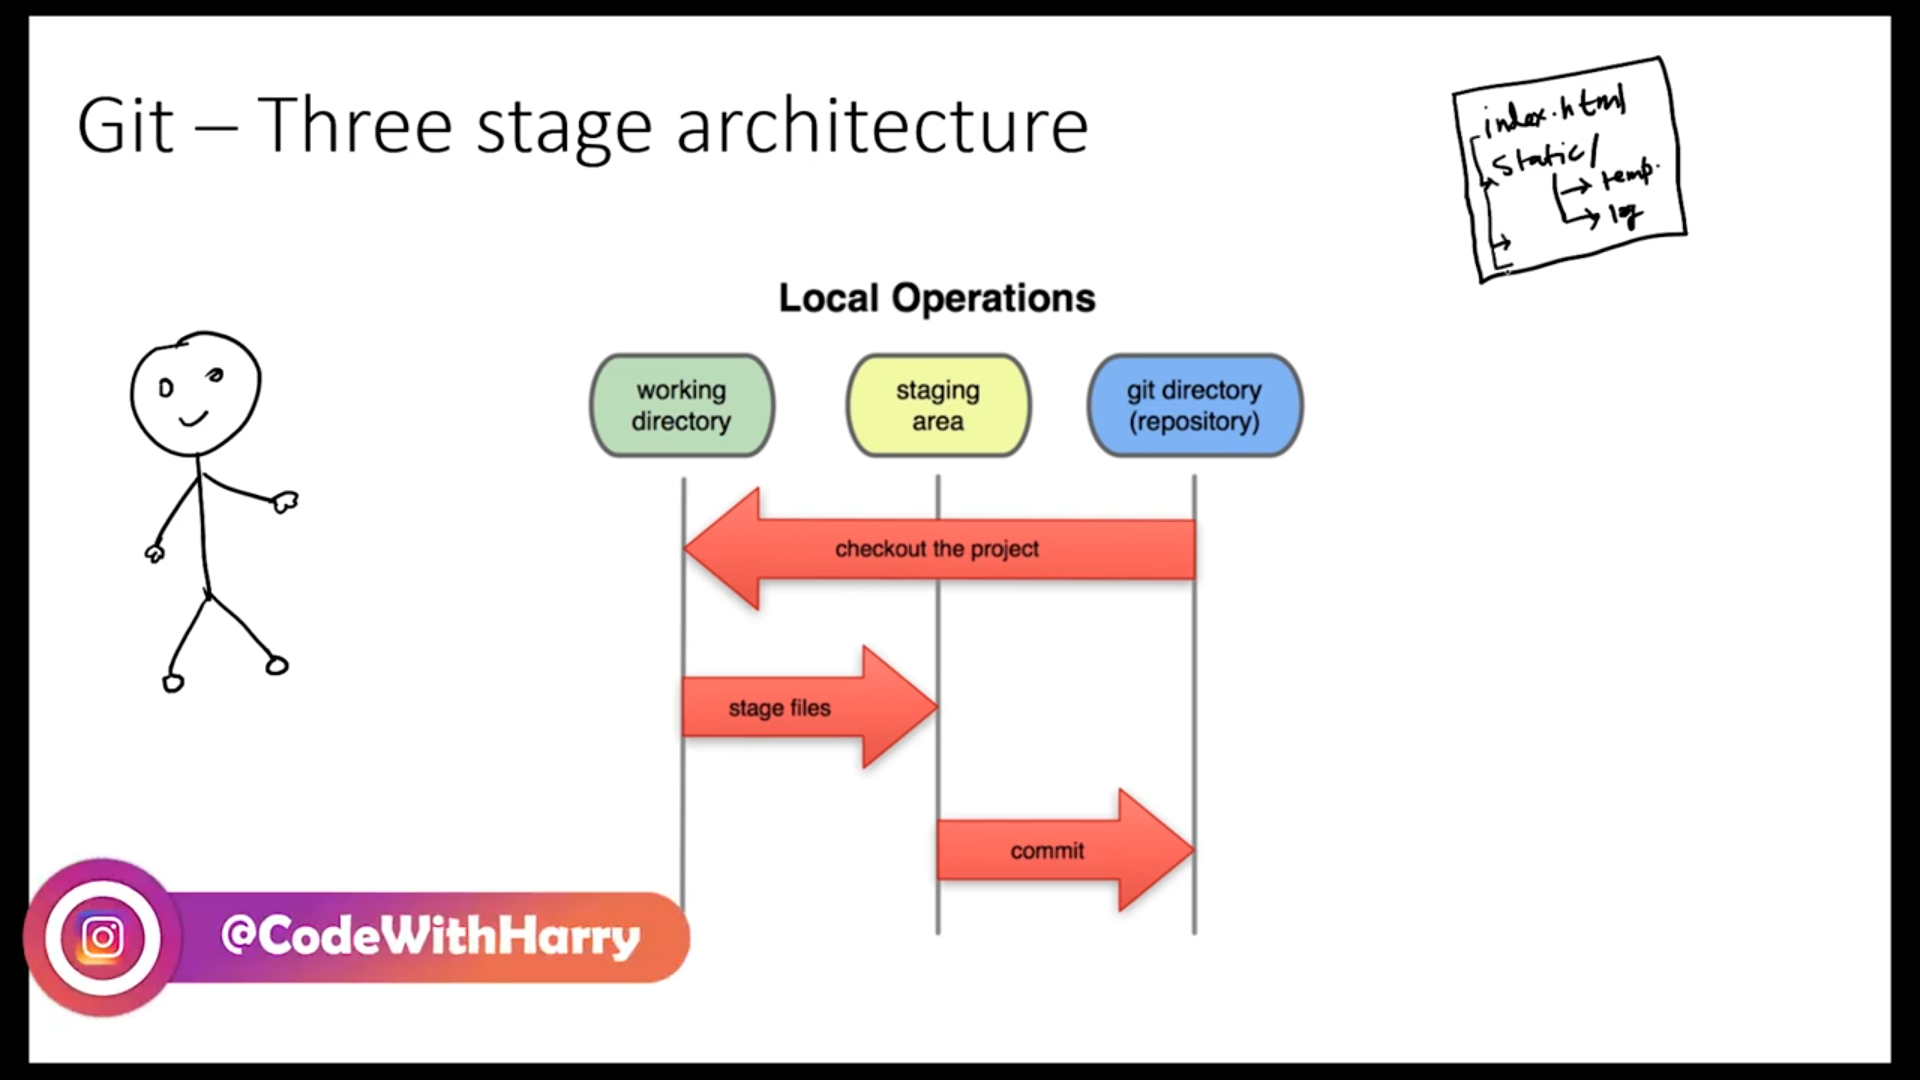 Git – Three stage architecture
index.html
static/
temp.
log
Local Operations
working
directory
staging
area
git directory
(repository)
checkout the project
stage files
commit
@CodeWithHarry